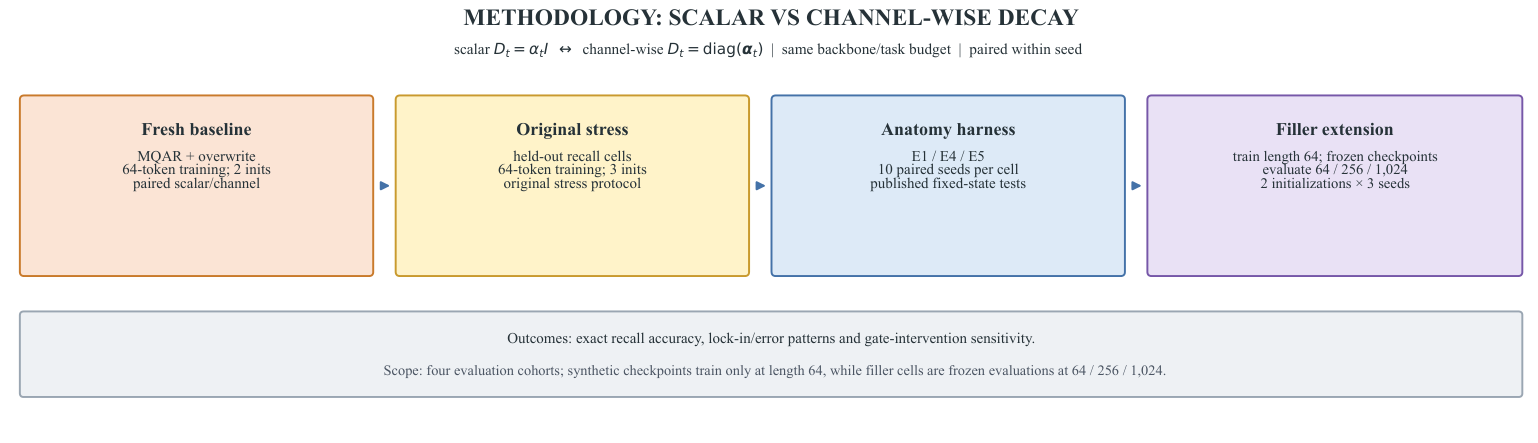 METHODOLOGY: SCALAR VS CHANNEL-WISE DECAY
scalar Dₜ = αₜI ↔ channel-wise Dₜ = diag(𝜶ₜ) | same backbone/task budget | paired within seed
Fresh baseline
MQAR + overwrite
64-token training; 2 inits
paired scalar/channel
Original stress
held-out recall cells
64-token training; 3 inits
original stress protocol
Anatomy harness
E1 / E4 / E5
10 paired seeds per cell
published fixed-state tests
Filler extension
train length 64; frozen checkpoints
evaluate 64 / 256 / 1,024
2 initializations × 3 seeds
Outcomes: exact recall accuracy, lock-in/error patterns and gate-intervention sensitivity.
Scope: four evaluation cohorts; synthetic checkpoints train only at length 64, while filler cells are frozen evaluations at 64 / 256 / 1,024.